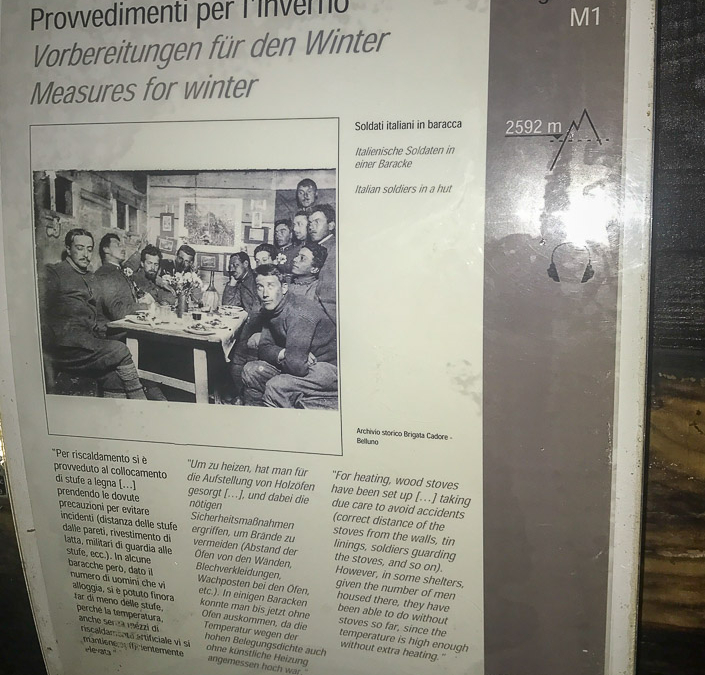 Provvedimenti per l'inverno
Vorbereitungen für den Winter
Measures for winter
M1
2592 m
Soldati italiani in baracca
Italienische Soldaten in
einer Baracke
Italian soldiers in a hut
Archivio storico Brigata Cadore -
Belluno
"Per riscaldamento si è
provveduto al collocamento
di stufe a legna [...]
prendendo le dovute
precauzioni per evitare
incidenti (distanza delle stufe
dalle pareti, rivestimento di
latta, militari di guardia alle
stufe, ecc.). In alcune
baracche però, dato il
numero di uomini che vi
alloggia, si è potuto finora
far di meno delle stufe,
perché la temperatura,
anche senza mezzi di
riscaldamento artificiale vi si
"Um zu heizen, hat man für
die Aufstellung von Holzöfen
gesorgt [...], und dabei die
nötigen
Sicherheitsmaßnahmen
ergriffen, um Brände zu
vermeiden (Abstand der
Öfen von den Wänden,
Blechverkleidungen,
Wachposten bei den Öfen,
etc.). In einigen Baracken
konnte man bis jetzt ohne
Öfen auskommen, da die
Temperatur wegen der
hohen Belegungsdichte auch
ohne künstliche Heizung
angemessen hoch war."
"For heating, wood stoves
have been set up [...] taking
due care to avoid accidents
(correct distance of the
stoves from the walls, tin
linings, soldiers guarding
the stoves, and so on).
However, in some shelters,
given the number of men
housed there, they have
been able to do without
stoves so far, since the
temperature is high enough
without extra heating."